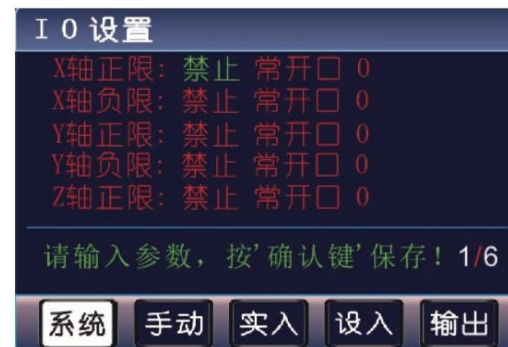 IO设置
X轴正限: 禁止 常开口 0
X轴负限: 禁止 常开口 0
Y轴正限: 禁止 常开口 0
Y轴负限: 禁止 常开口 0
Z轴正限: 禁止 常开口 0
请输入参数，按'确认键'保存！1/6
系统 手动 实入 设入 输出